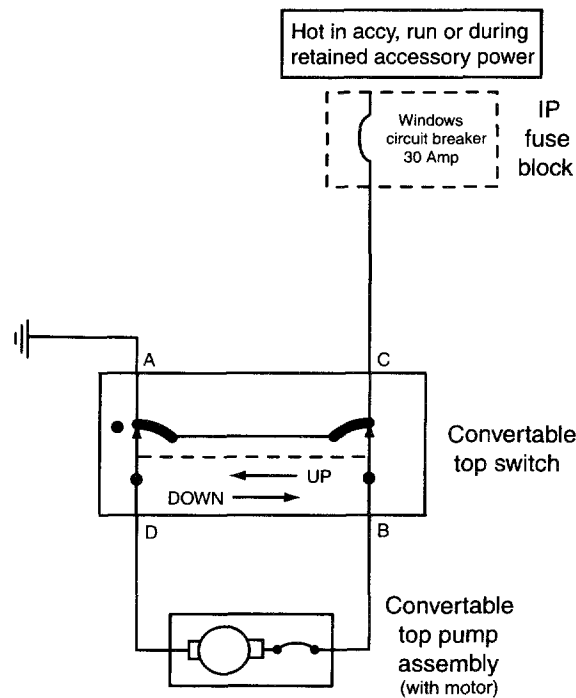 Hot in accy, run or during
retained accessory power
Windows
circuit breaker
30 Amp
IP
fuse
block
A
C
Convertable
top switch
UP
DOWN
D
B
Convertable
top pump
assembly
(with motor)